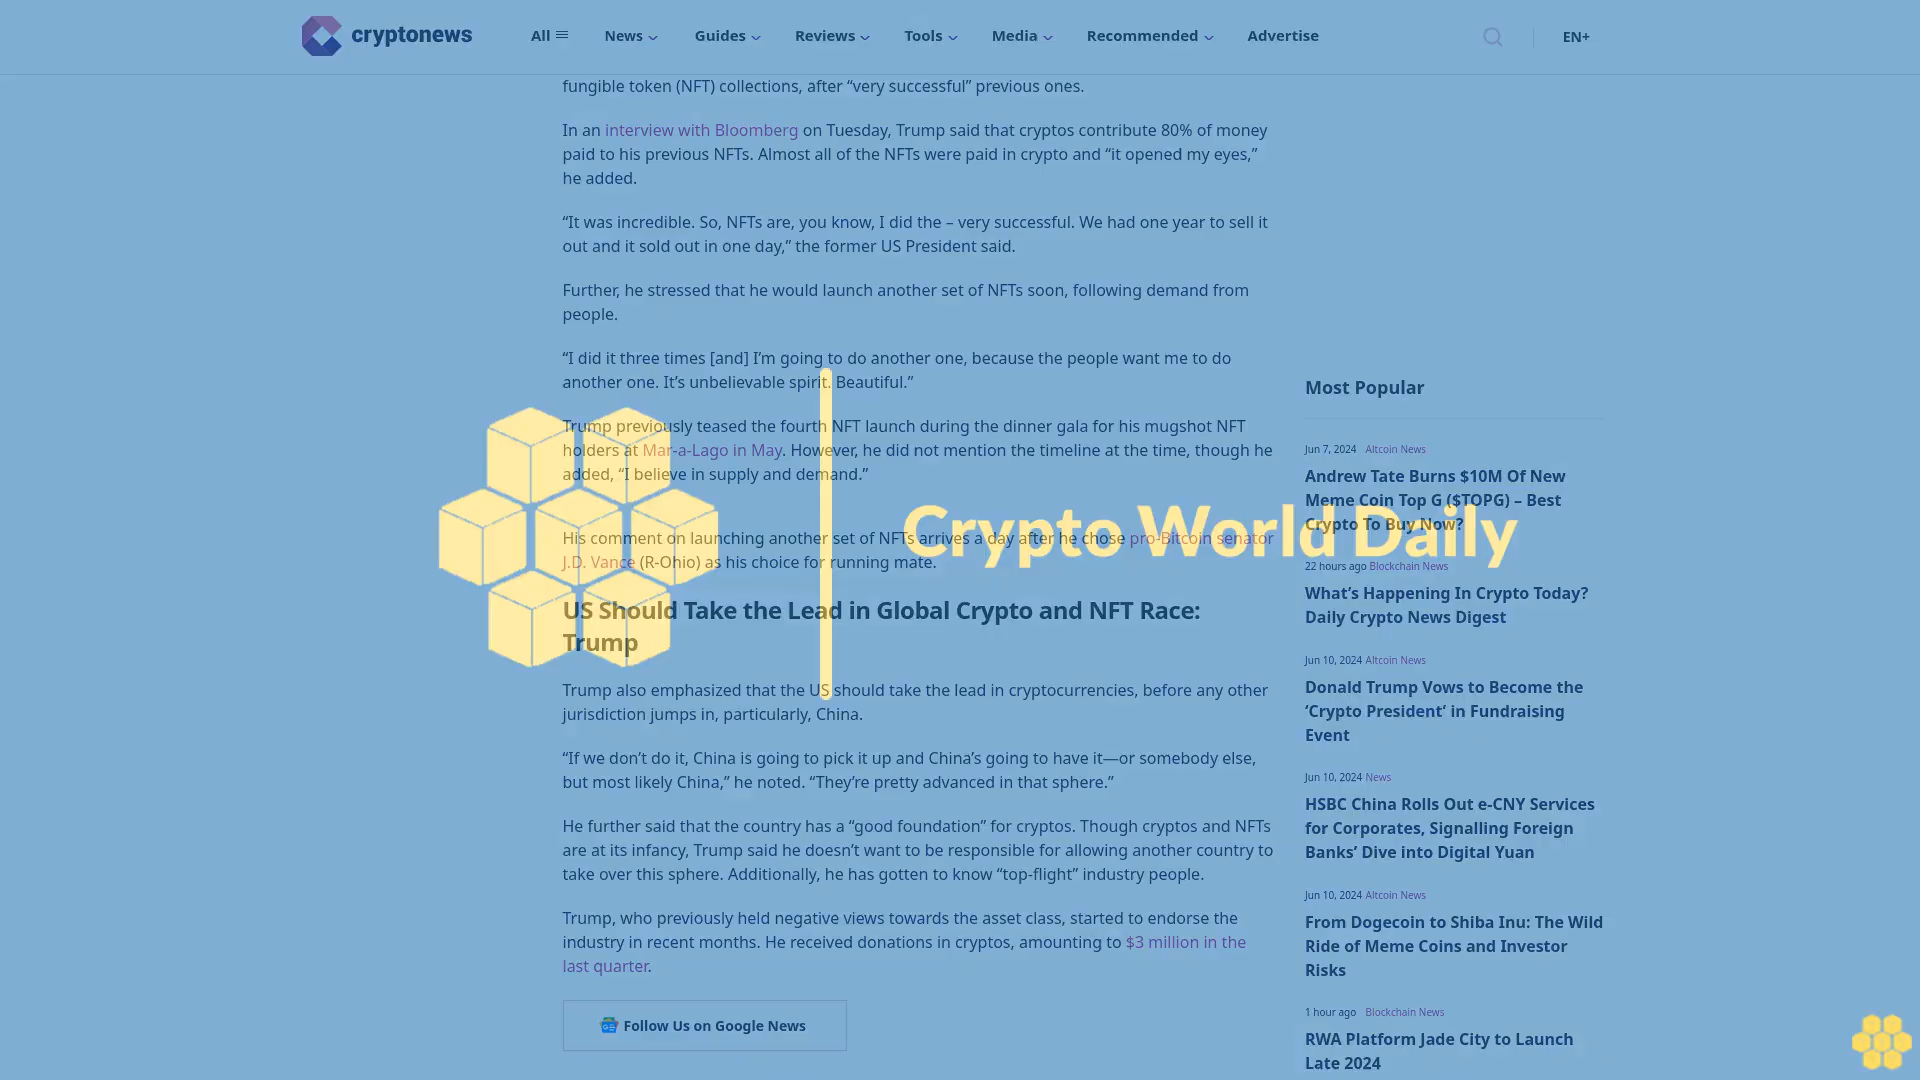 cryptonews
All News Guides Reviews Tools Media Recommended Advertise EN+
fungible token (NFT) collections, after “very successful” previous ones.
In an interview with Bloomberg on Tuesday, Trump said that cryptos contribute 80% of money
paid to his previous NFTs. Almost all of the NFTs were paid in crypto and “it opened my eyes,”
he added.
“It was incredible. So, NFTs are, you know, I did the – very successful. We had one year to sell it
out and it sold out in one day,” the former US President said.
Further, he stressed that he would launch another set of NFTs soon, following demand from
people.
“I did it three times [and] I’m going to do another one, because the people want me to do
another one. It’s unbelievable spirit. Beautiful.”
Trump previously teased the fourth NFT launch during the dinner gala for his mugshot NFT
holders at Mar-a-Lago in May. However, he did not mention the timeline at the time, though he
added, “I believe in supply and demand.”
His comment on launching another set of NFTs arrives a day after he chose pro-Bitcoin senator
J.D. Vance (R-Ohio) as his choice for running mate.
US Should Take the Lead in Global Crypto and NFT Race:
Trump
Trump also emphasized that the US should take the lead in cryptocurrencies, before any other
jurisdiction jumps in, particularly, China.
“If we don’t do it, China is going to pick it up and China’s going to have it—or somebody else,
but most likely China,” he noted. “They’re pretty advanced in that sphere.”
He further said that the country has a “good foundation” for cryptos. Though cryptos and NFTs
are at its infancy, Trump said he doesn’t want to be responsible for allowing another country to
take over this sphere. Additionally, he has gotten to know “top-flight” industry people.
Trump, who previously held negative views towards the asset class, started to endorse the
industry in recent months. He received donations in cryptos, amounting to $3 million in the
last quarter.
Follow Us on Google News
Crypto World Daily
Most Popular
Jun 7, 2024 Altcoin News
Andrew Tate Burns $10M Of New
Meme Coin Top G ($TOPG) – Best
Crypto To Buy Now?
22 hours ago Blockchain News
What’s Happening In Crypto Today?
Daily Crypto News Digest
Jun 10, 2024 Altcoin News
Donald Trump Vows to Become the
‘Crypto President’ in Fundraising
Event
Jun 10, 2024 News
HSBC China Rolls Out e-CNY Services
for Corporates, Signalling Foreign
Banks’ Dive into Digital Yuan
Jun 10, 2024 Altcoin News
From Dogecoin to Shiba Inu: The Wild
Ride of Meme Coins and Investor
Risks
1 hour ago Blockchain News
RWA Platform Jade City to Launch
Late 2024